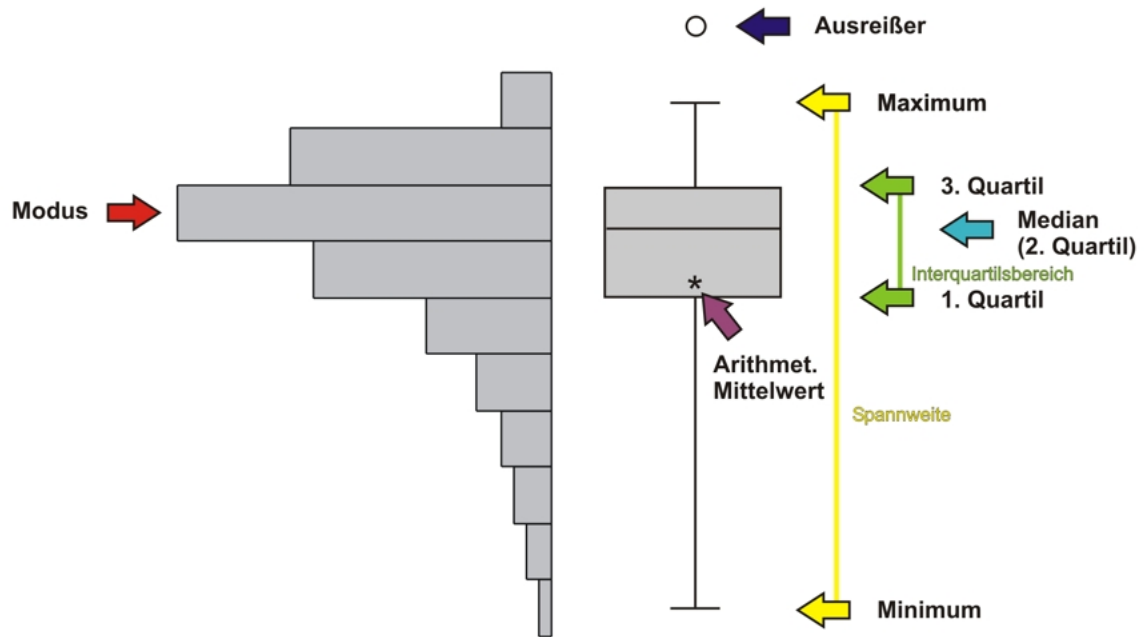 Ausreißer
Maximum
Modus
3. Quartil
Median
(2. Quartil)
Interquartilsbereich
1. Quartil
*
Arithmet.
Mittelwert
Spannweite
Minimum